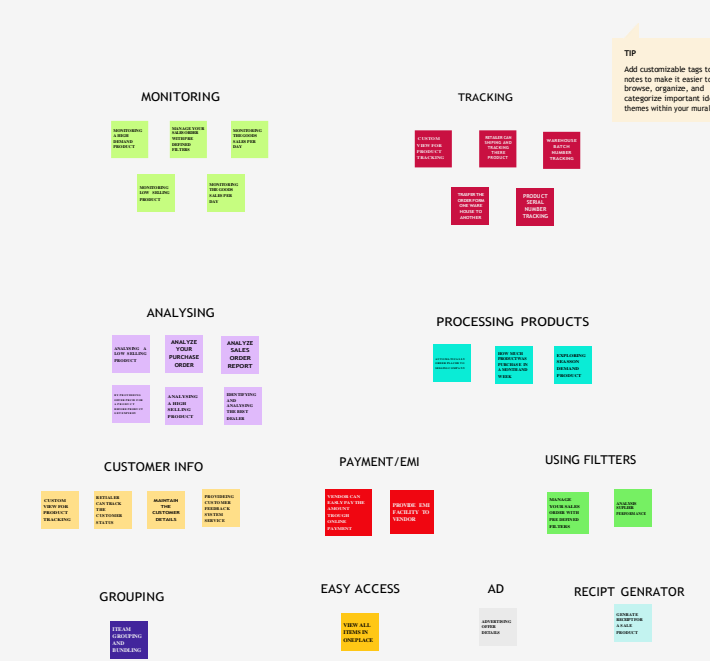 TIP
Add customizable tags to
notes to make it easier to
browse, organize, and
categorize important id
themes within your mural
MONITORING
MONITORING
A HIGH
DEMAND
PRODUCT
MANAGE YOUR
SALES ORDER
WITH PRE
DEFINED
FILTERS
MONITORING
THE GOODS
SALES PER
DAY
MONITORING
LOW SELLING
PRODUCT
MONITORING
THE GOODS
SALES PER
DAY
TRACKING
CUSTOM
VIEW FOR
PRODUCT
TRACKING
RETAILER CAN
SHIPING AND
TRACKING
THERE
PRODUCT
WAREHOUSE
BATCH
NUMBER
TRACKING
TRASFER THE
ORDER FORM
ONE WARE
HOUSE TO
ANOTHER
PRODUCT
SERIAL
NUMBER
TRACKING
ANALYSING
ANALYSING A
LOW SELLING
PRODUCT
ANALYZE
YOUR
PURCHASE
ORDER
ANALYZE
SALES
ORDER
REPORT
ANALYSING
A HIGH
SELLING
PRODUCT
IDENTIFYING
AND
ANALYSING
THE BEST
DEALER
PROCESSING PRODUCTS
HOW MUCH
PRODUCT WAS
PURCHASE IN
A MONTH AND
WEEK
EXPLORING
SEASSON
DEMAND
PRODUCT
CUSTOMER INFO
CUSTOM
VIEW FOR
PRODUCT
TRACKING
RETIALER
CAN TRACK
THE
CUSTOMER
STATUS
MAINTAIN
THE
CUSTOMER
DETAILS
PROVIDEING
CUSTOMER
FEEDBACK
SYSTEM
SERVICE
PAYMENT/EMI
VENDOR CAN
EASLY PAY THE
AMOUNT
TROUGH
ONLINE
PAYMENT
PROVIDE EMI
FACILITY TO
VENDOR
USING FILTTERS
MANAGE
YOUR SALES
ORDER WITH
PRE DEFINED
FILTERS
ANALYSIS
SUPLIER
PERFORMANCE
GROUPING
ITEAM
GROUPING
AND
BUNDLING
EASY ACCESS
VIEW ALL
ITEMS IN
ONEPLACE
AD
ADVERTISING
OFFER
DETAILS
RECIPT GENRATOR
GENRATE
RECEIPT FOR
A SALE
PRODUCT